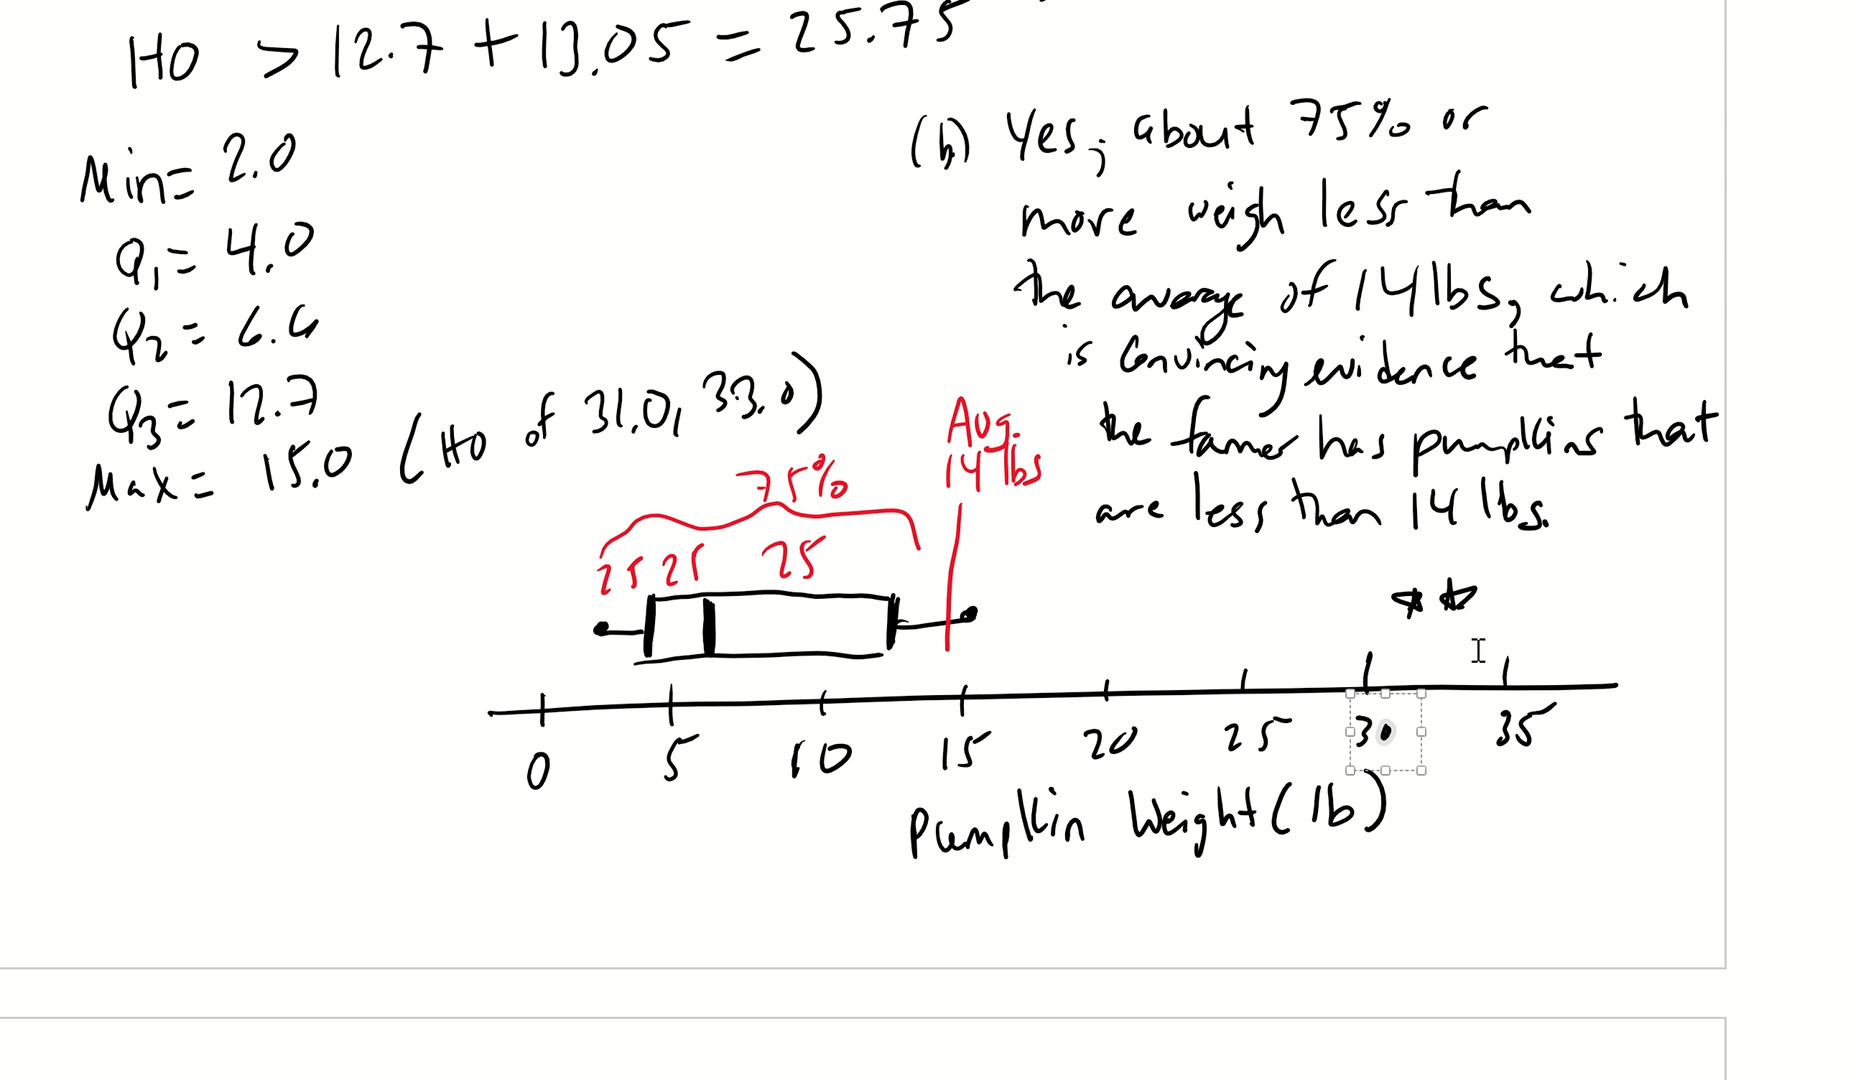 HO > 12.7 + 13.05 = 25.75
Min = 2.0
Q1 = 4.0
Q2 = 6.6
Q3 = 12.7
Max = 15.0 (HO of 31.0, 33.0)
(b) Yes; about 75% or
more weigh less than
the average of 14 lbs, which
is convincing evidence that
the farmer has pumpkins that
are less than 14 lbs.
Avg.
14 lbs
75%
25 25 25
0 5 10 15 20 25 30 35
Pumpkin Weight (lb)